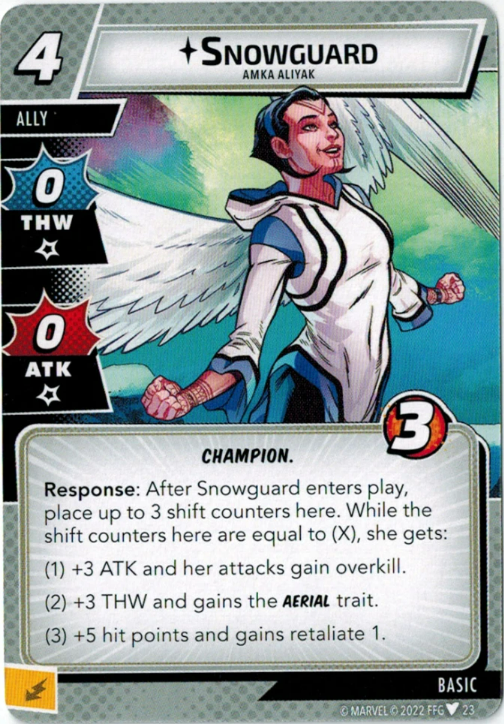 4
SNOWGUARD
AMKA ALIYAK
ALLY
0
THW
0
ATK
3
CHAMPION.
Response: After Snowguard enters play,
place up to 3 shift counters here. While the
shift counters here are equal to (X), she gets:
(1) +3 ATK and her attacks gain overkill.
(2) +3 THW and gains the AERIAL trait.
(3) +5 hit points and gains retaliate 1.
BASIC
© MARVEL © 2022 FFG 23